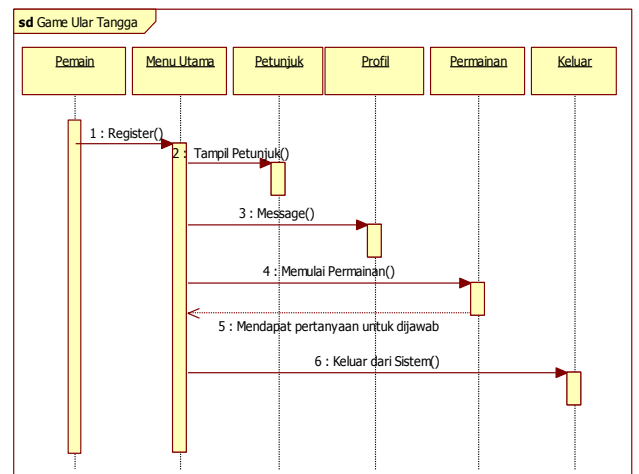 sd Game Ular Tangga
Pemain
Menu Utama
Petunjuk
Profil
Permainan
Keluar
1 : Register()
2 : Tampil Petunjuk()
3 : Message()
4 : Memulai Permainan()
5 : Mendapat pertanyaan untuk dijawab
6 : Keluar dari Sistem()